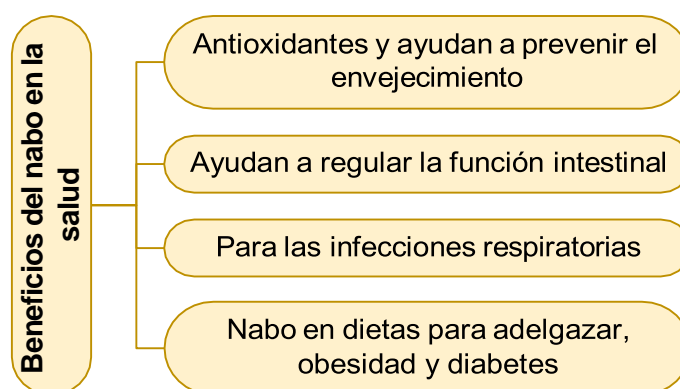 Beneficios del nabo en la
salud
Antioxidantes y ayudan a prevenir el
envejecimiento
Ayudan a regular la función intestinal
Para las infecciones respiratorias
Nabo en dietas para adelgazar,
obesidad y diabetes